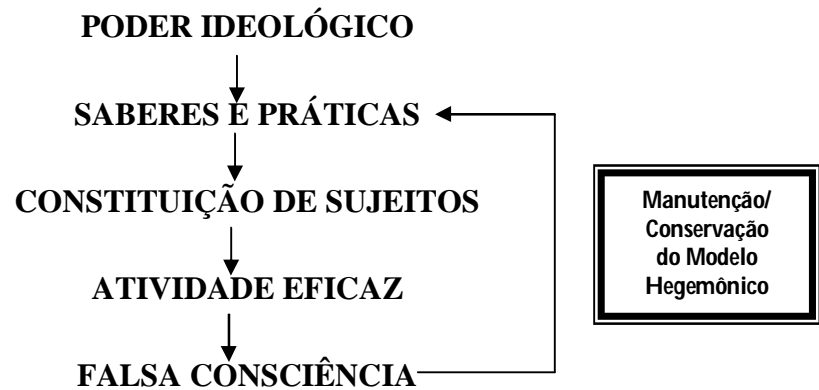 PODER IDEOLÓGICO
SABERES E PRÁTICAS
CONSTITUIÇÃO DE SUJEITOS
ATIVIDADE EFICAZ
FALSA CONSCIÊNCIA
Manutenção/
Conservação
do Modelo
Hegemônico